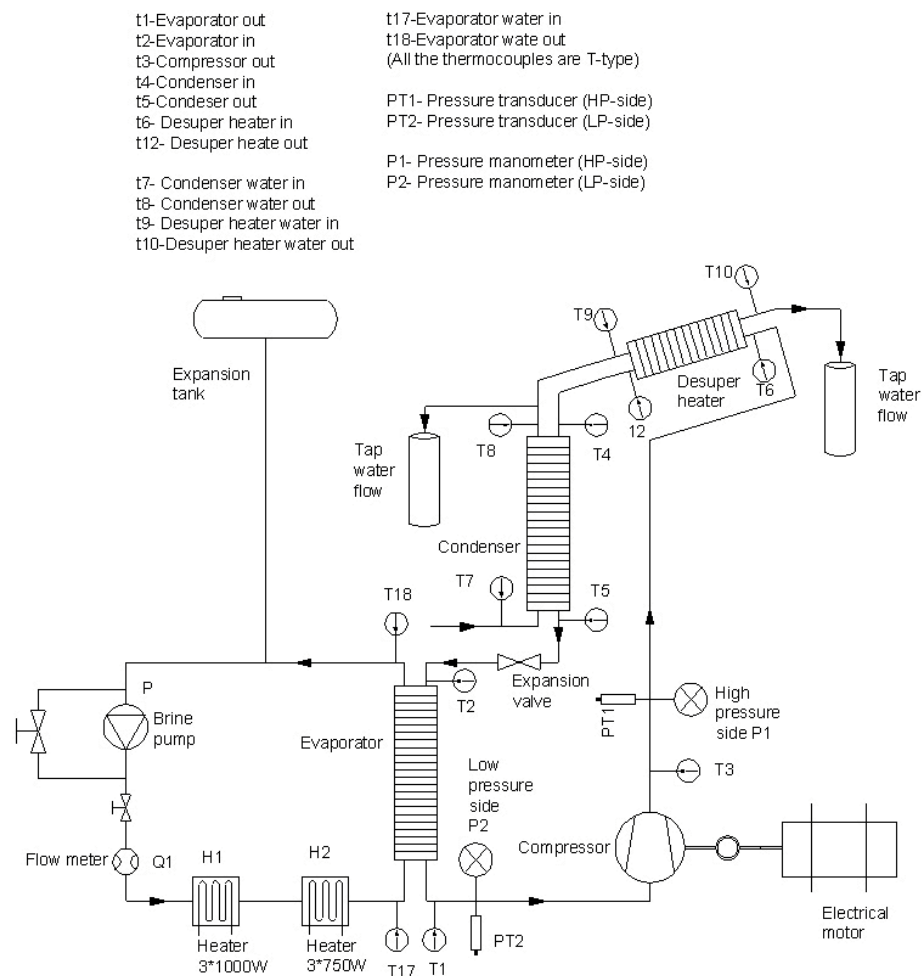 t1-Evaporator out
t2-Evaporator in
t3-Compressor out
t4-Condenser in
t5-Condeser out
t6- Desuper heater in
t12- Desuper heate out
t7- Condenser water in
t8- Condenser water out
t9- Desuper heater water in
t10-Desuper heater water out
t17-Evaporator water in
t18-Evaporator wate out
(All the thermocouples are T-type)
PT1- Pressure transducer (HP-side)
PT2- Pressure transducer (LP-side)
P1- Pressure manometer (HP-side)
P2- Pressure manometer (LP-side)
T10
T9
Expansion
tank
Desuper
heater
T6
12
Tap
water
flow
T8
T4
Tap
water
flow
Condenser
T7
T5
T18
Expansion
valve
T2
P
Brine
pump
Evaporator
PT1
High
pressure
side P1
Low
pressure
side
P2
T3
Compressor
Flow meter
Q1
H1
H2
Heater
3*1000W
Heater
3*750W
T17
T1
PT2
Electrical
motor